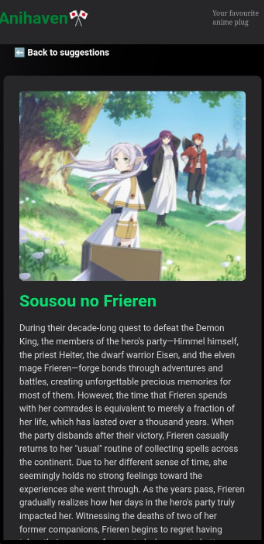 Anihaven🎌
Your favourite
anime plug
⬅️ Back to suggestions
Sousou no Frieren
During their decade-long quest to defeat the Demon
King, the members of the hero's party—Himmel himself,
the priest Heiter, the dwarf warrior Eisen, and the elven
mage Frieren—forge bonds through adventures and
battles, creating unforgettable precious memories for
most of them. However, the time that Frieren spends
with her comrades is equivalent to merely a fraction of
her life, which has lasted over a thousand years. When
the party disbands after their victory, Frieren casually
returns to her "usual" routine of collecting spells across
the continent. Due to her different sense of time, she
seemingly holds no strong feelings toward the
experiences she went through. As the years pass, Frieren
gradually realizes how her days in the hero's party truly
impacted her. Witnessing the deaths of two of her
former companions, Frieren begins to regret having